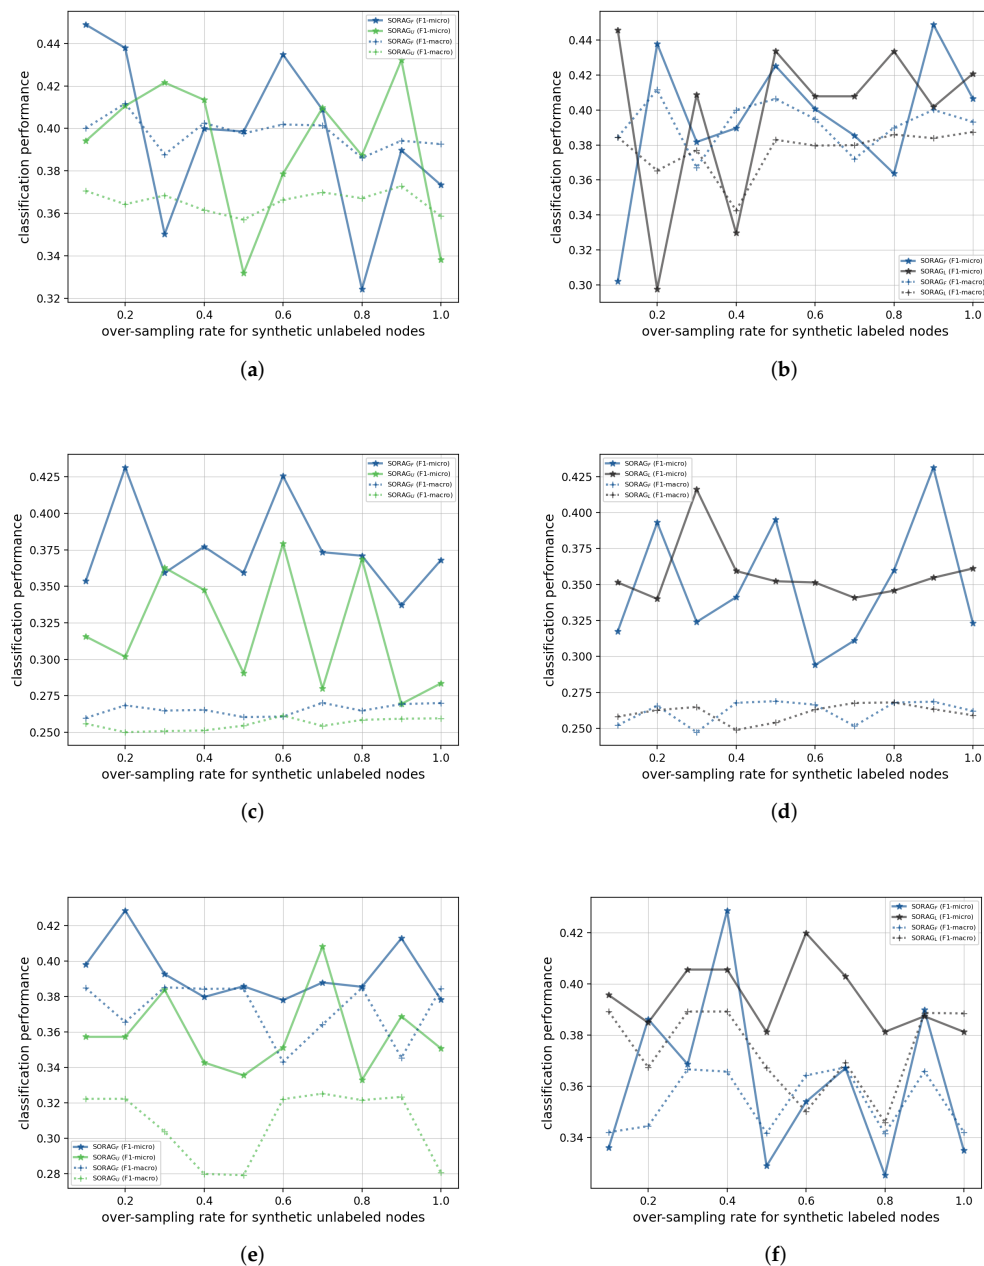 SORAG_F (F1-micro)
SORAG_U (F1-micro)
SORAG_F (F1-macro)
SORAG_U (F1-macro)
classification performance
0.44
0.42
0.40
0.38
0.36
0.34
0.32
0.2 0.4 0.6 0.8 1.0
over-sampling rate for synthetic unlabeled nodes
(a)
classification performance
0.44
0.42
0.40
0.38
0.36
0.34
0.32
0.30
SORAG_F (F1-micro)
SORAG_L (F1-micro)
SORAG_F (F1-macro)
SORAG_L (F1-macro)
0.2 0.4 0.6 0.8 1.0
over-sampling rate for synthetic labeled nodes
(b)
SORAG_F (F1-micro)
SORAG_U (F1-micro)
SORAG_F (F1-macro)
SORAG_U (F1-macro)
classification performance
0.425
0.400
0.375
0.350
0.325
0.300
0.275
0.250
0.2 0.4 0.6 0.8 1.0
over-sampling rate for synthetic unlabeled nodes
(c)
SORAG_F (F1-micro)
SORAG_L (F1-micro)
SORAG_F (F1-macro)
SORAG_L (F1-macro)
classification performance
0.425
0.400
0.375
0.350
0.325
0.300
0.275
0.250
0.2 0.4 0.6 0.8 1.0
over-sampling rate for synthetic labeled nodes
(d)
classification performance
0.42
0.40
0.38
0.36
0.34
0.32
0.30
0.28
SORAG_F (F1-micro)
SORAG_U (F1-micro)
SORAG_F (F1-macro)
SORAG_U (F1-macro)
0.2 0.4 0.6 0.8 1.0
over-sampling rate for synthetic unlabeled nodes
(e)
SORAG_F (F1-micro)
SORAG_L (F1-micro)
SORAG_F (F1-macro)
SORAG_L (F1-macro)
classification performance
0.42
0.40
0.38
0.36
0.34
0.2 0.4 0.6 0.8 1.0
over-sampling rate for synthetic labeled nodes
(f)